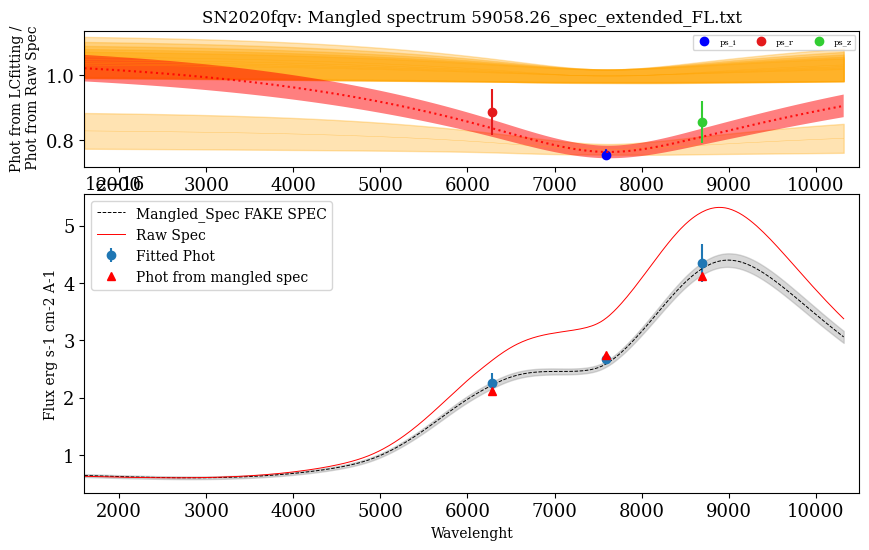 SN2020fqv: Mangled spectrum 59058.26_spec_extended_FL.txt
Phot from LCfitting /
Phot from Raw Spec
1.0
0.8
ps_i
ps_r
ps_z
2000 3000 4000 5000 6000 7000 8000 9000 10000
1e−16
Flux erg s-1 cm-2 A-1
5
4
3
2
1
Mangled_Spec FAKE SPEC
Raw Spec
Fitted Phot
Phot from mangled spec
2000 3000 4000 5000 6000 7000 8000 9000 10000
Wavelenght